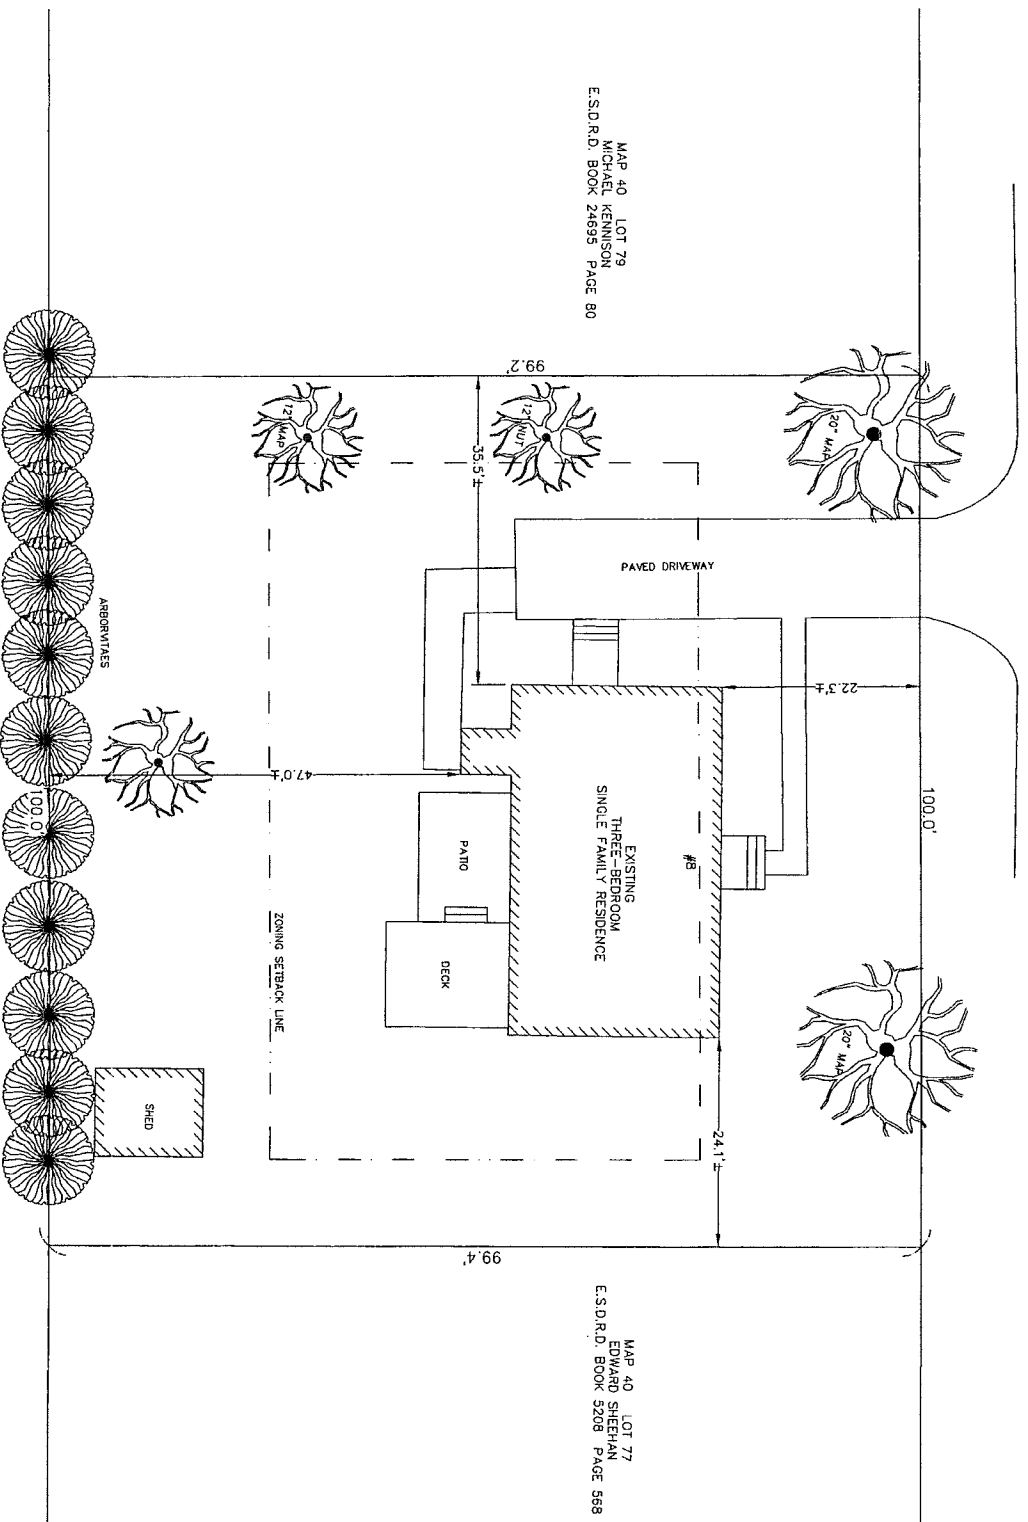 MAP 40 LOT 79
MICHAEL KENNISON
E.S.D.R.D. BOOK 24695 PAGE 80
99.2'
20" MAP
12" NUT
12" MAP
35.5'±
PAVED DRIVEWAY
ARBORVITAES
22.3'±
47.0'±
100.0'
100.0'
#8
EXISTING
THREE-BEDROOM
SINGLE FAMILY RESIDENCE
PATIO
DECK
ZONING SETBACK LINE
20" MAP
SHED
24.1'±
99.4'
MAP 40 LOT 77
EDWARD SHEEHAN
E.S.D.R.D. BOOK 5208 PAGE 568